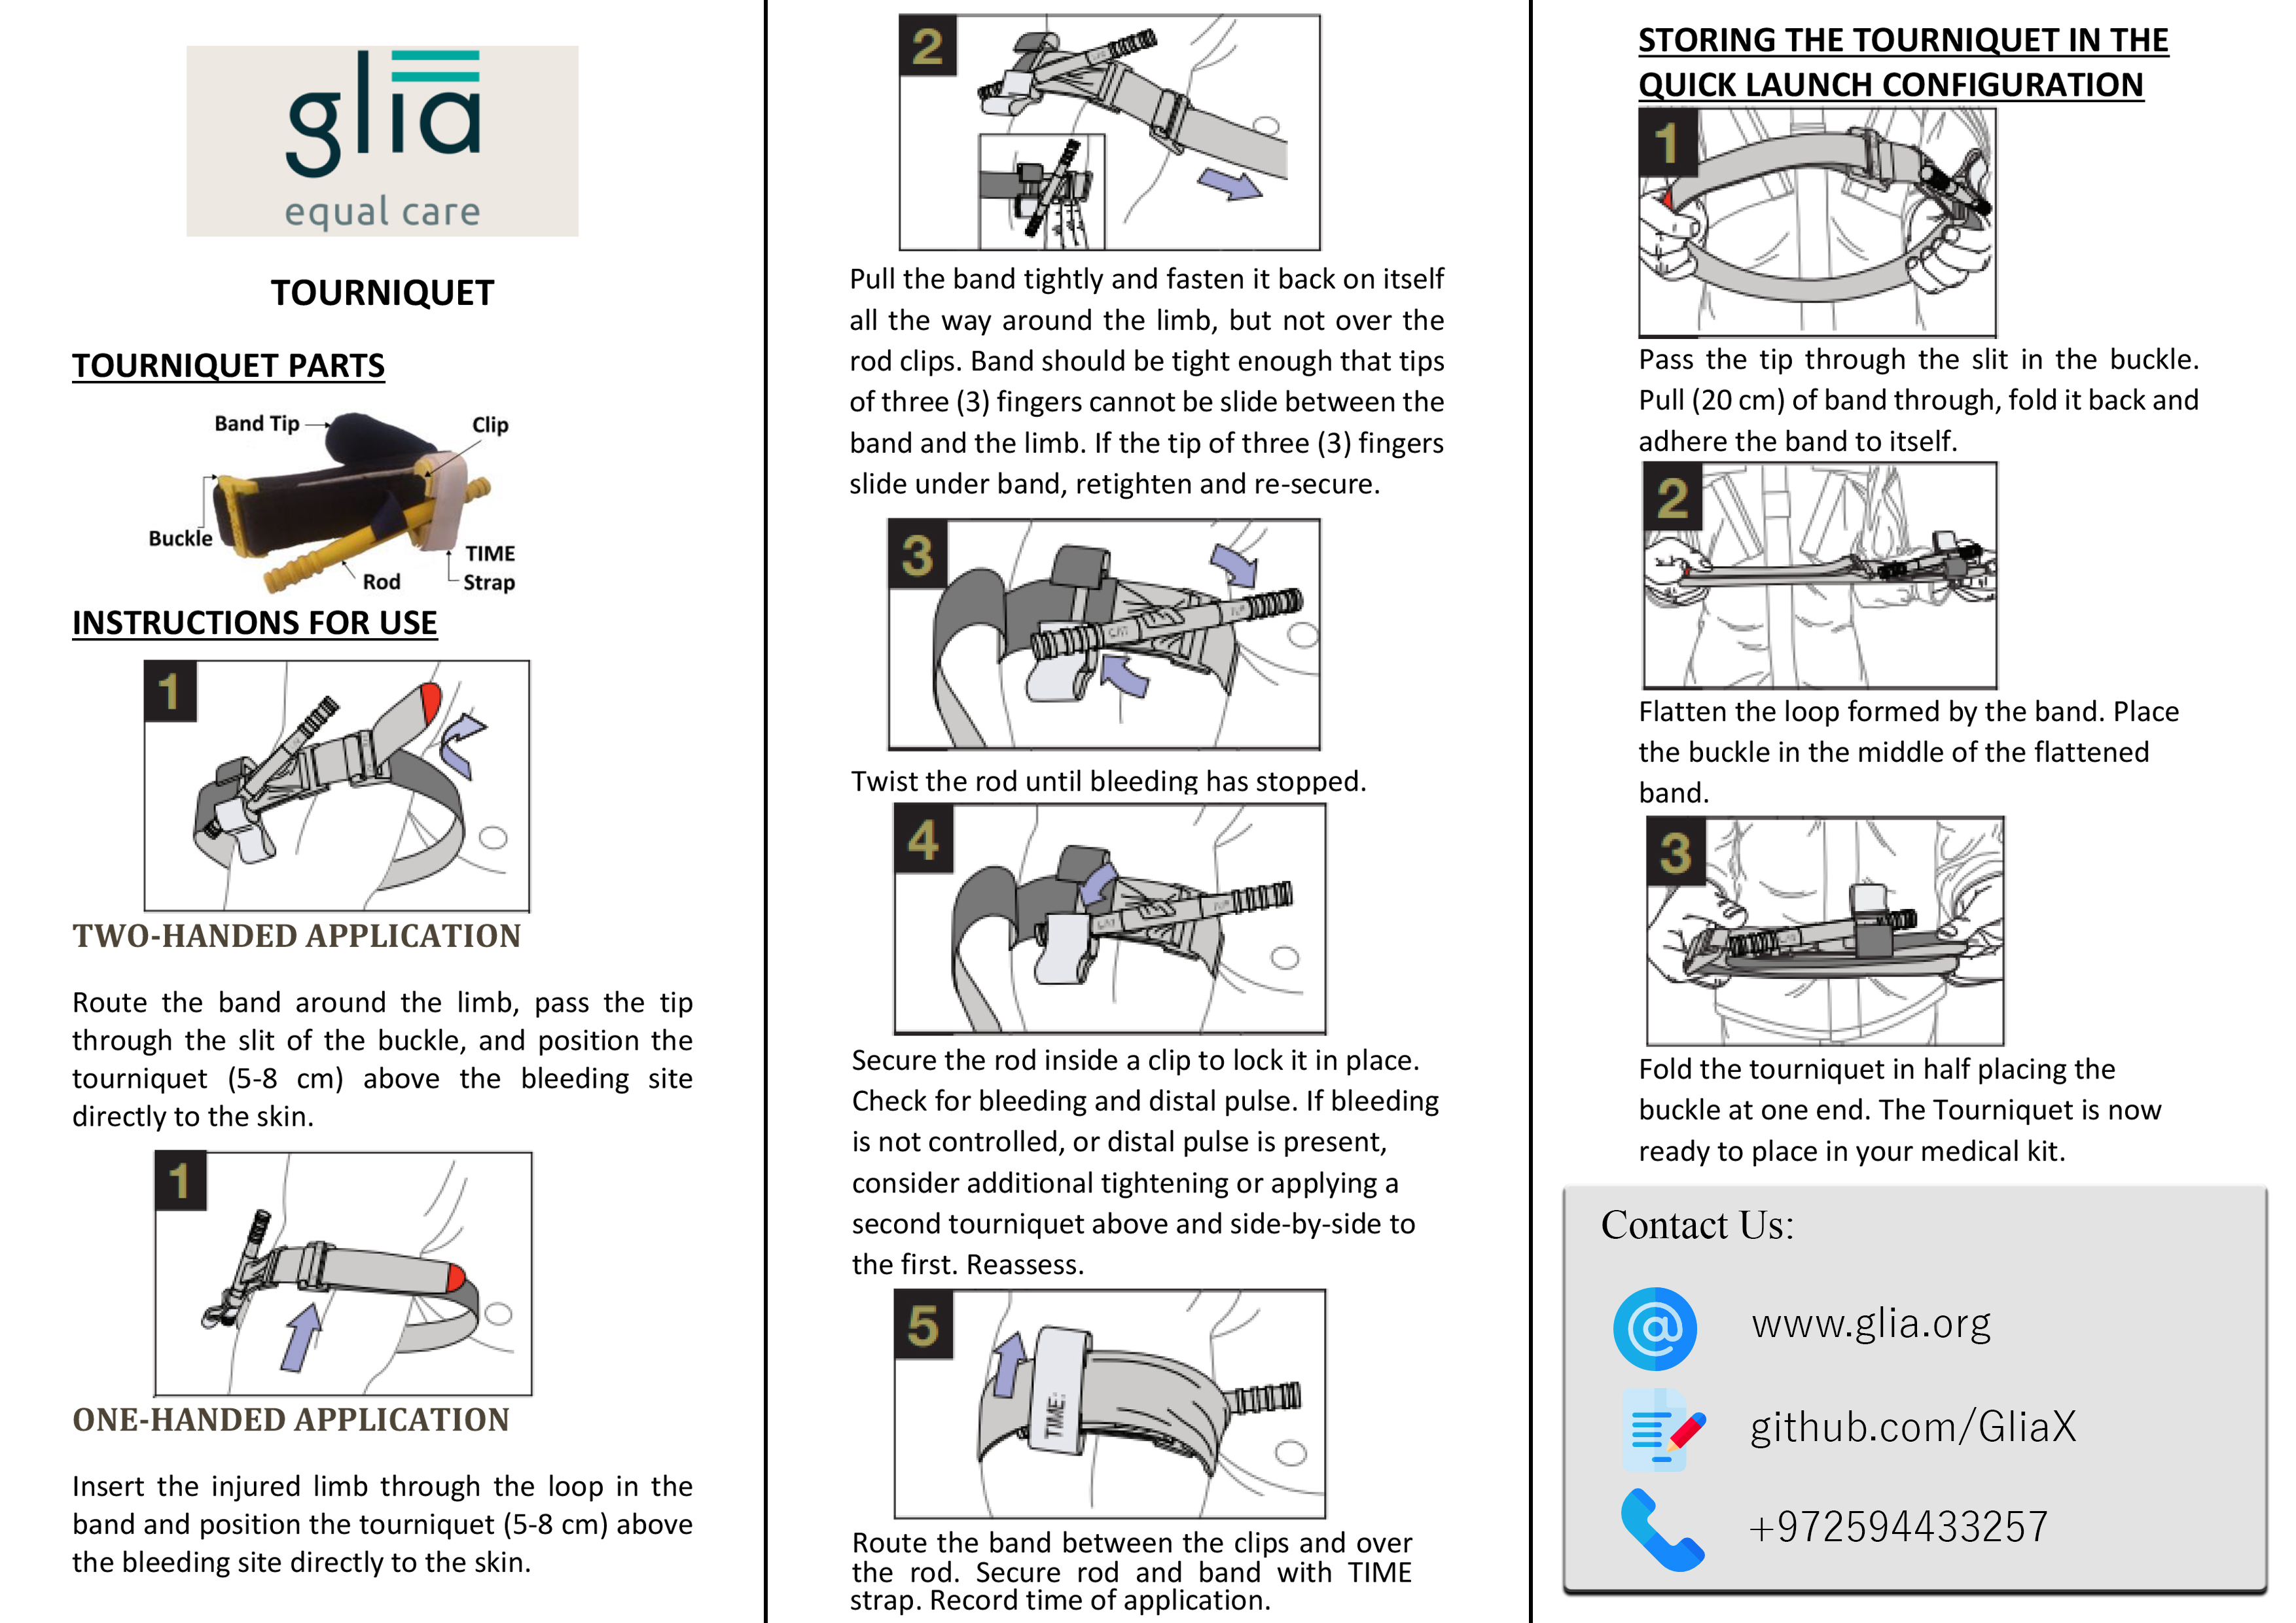 glia
equal care
TOURNIQUET
TOURNIQUET PARTS
Band Tip
Clip
Buckle
TIME
Strap
Rod
INSTRUCTIONS FOR USE
1
TWO-HANDED APPLICATION
Route the band around the limb, pass the tip
through the slit of the buckle, and position the
tourniquet (5-8 cm) above the bleeding site
directly to the skin.
1
ONE-HANDED APPLICATION
Insert the injured limb through the loop in the
band and position the tourniquet (5-8 cm) above
the bleeding site directly to the skin.
2
Pull the band tightly and fasten it back on itself
all the way around the limb, but not over the
rod clips. Band should be tight enough that tips
of three (3) fingers cannot be slide between the
band and the limb. If the tip of three (3) fingers
slide under band, retighten and re-secure.
3
CAT
Twist the rod until bleeding has stopped.
4
CAT
Secure the rod inside a clip to lock it in place.
Check for bleeding and distal pulse. If bleeding
is not controlled, or distal pulse is present,
consider additional tightening or applying a
second tourniquet above and side-by-side to
the first. Reassess.
5
TIME:
Route the band between the clips and over
the rod. Secure rod and band with TIME
strap. Record time of application.
STORING THE TOURNIQUET IN THE
QUICK LAUNCH CONFIGURATION
1
Pass the tip through the slit in the buckle.
Pull (20 cm) of band through, fold it back and
adhere the band to itself.
2
Flatten the loop formed by the band. Place
the buckle in the middle of the flattened
band.
3
Fold the tourniquet in half placing the
buckle at one end. The Tourniquet is now
ready to place in your medical kit.
Contact Us:
@
www.glia.org
github.com/GliaX
+972594433257